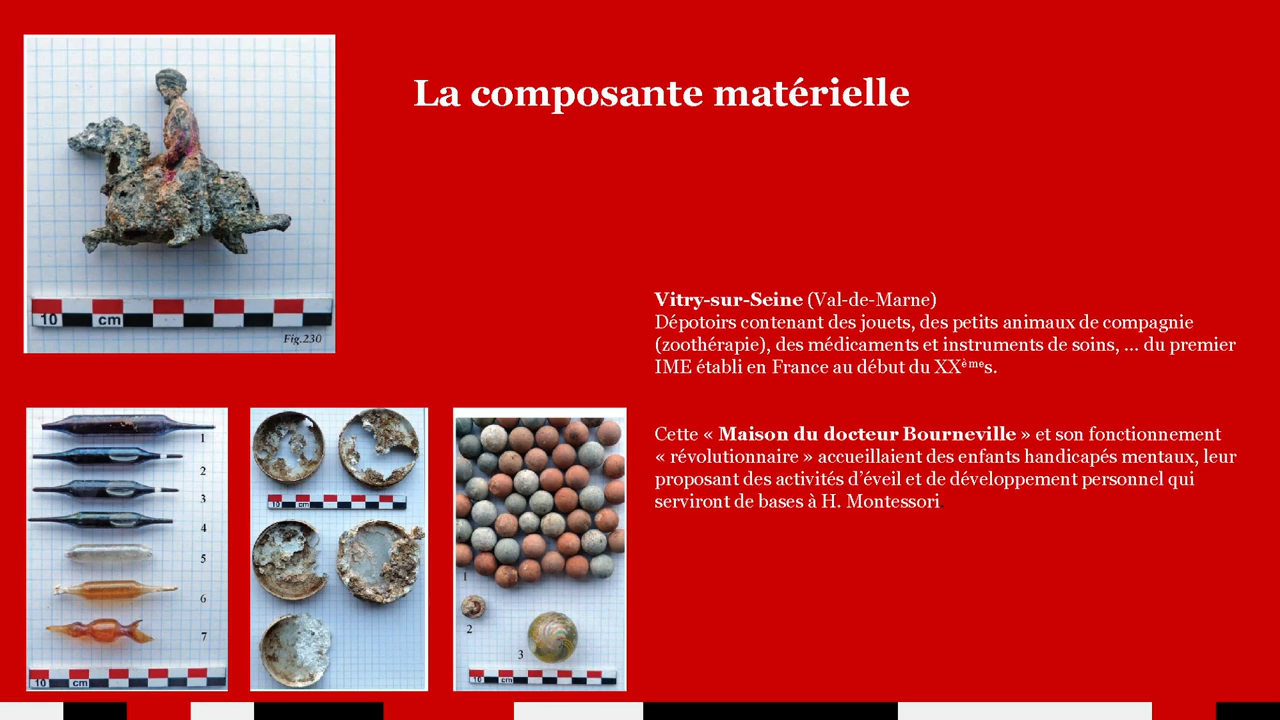 La composante matérielle
10 cm
Fig.230
Vitry-sur-Seine (Val-de-Marne)
Dépotoirs contenant des jouets, des petits animaux de compagnie
(zoothérapie), des médicaments et instruments de soins, ... du premier
IME établi en France au début du XXèmes.
Cette « Maison du docteur Bourneville » et son fonctionnement
« révolutionnaire » accueillaient des enfants handicapés mentaux, leur
proposant des activités d’éveil et de développement personnel qui
serviront de bases à H. Montessori.
1
2
3
4
5
6
7
10 cm
10 cm
1
2
3
10 cm